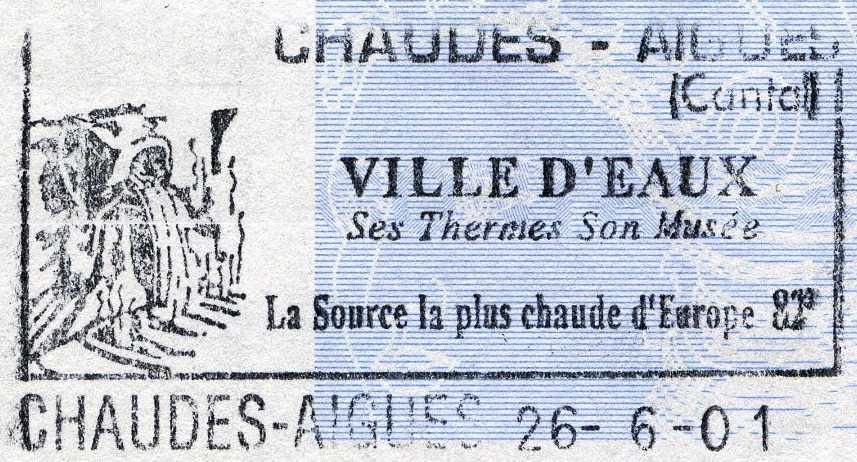 CHAUDES - AIGUES
(Cantal)
VILLE D'EAUX
Ses Thermes Son Musée
La Source la plus chaude d'Europe 82°
CHAUDES-AIGUES 26- 6 -01